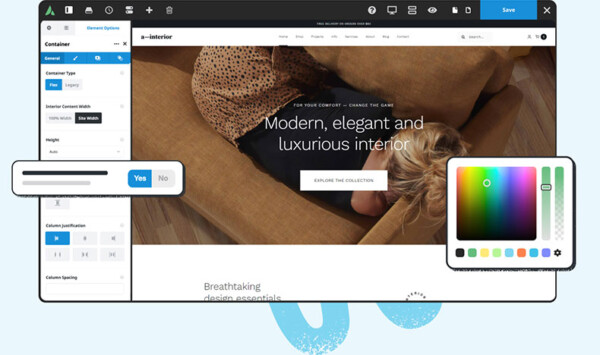 Save
Element Options
FREE DELIVERY ON ORDERS OVER $50
Container
a—interior
Home Shop Projects Services About Blog Contact
Search...
General
Container Type
Flex Legacy
Interior Content Width
100% Width Site Width
Height
Auto
FOR YOUR COMFORT — CHANGE THE GAME
Modern, elegant and
luxurious interior
EXPLORE THE COLLECTION
Yes No
Column Justification
Column Spacing
Breathtaking
design essentials